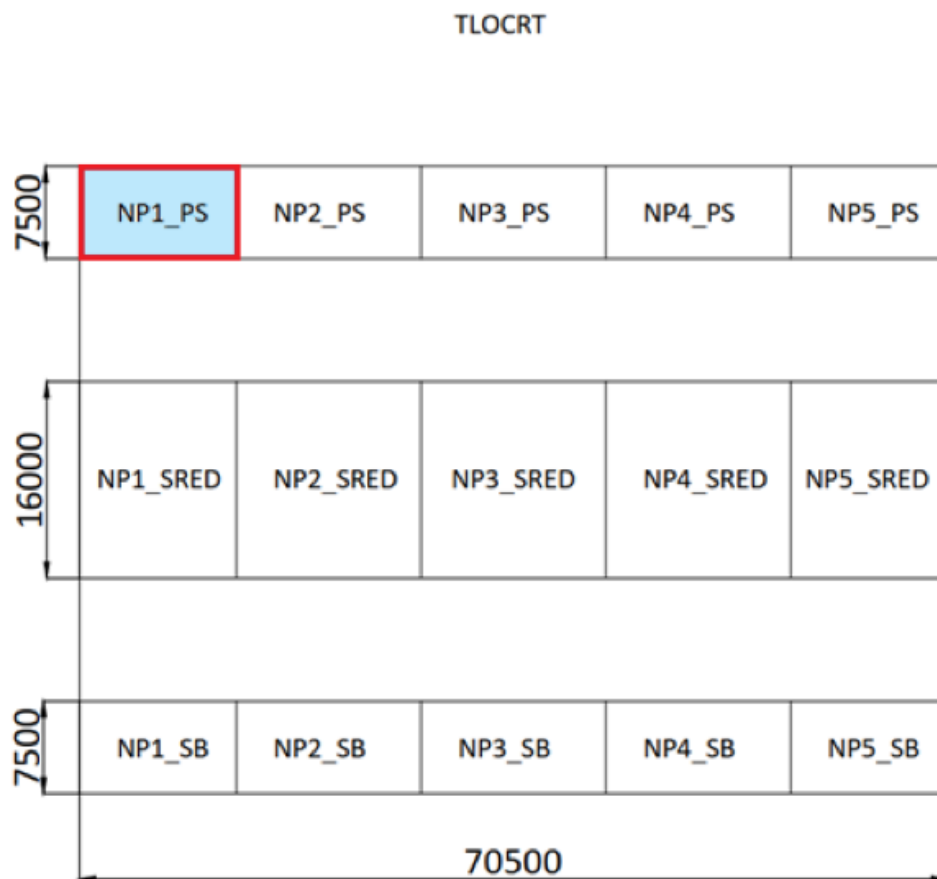 TLOCRT
7500
NP1_PS NP2_PS NP3_PS NP4_PS NP5_PS
16000
NP1_SRED NP2_SRED NP3_SRED NP4_SRED NP5_SRED
7500
NP1_SB NP2_SB NP3_SB NP4_SB NP5_SB
70500